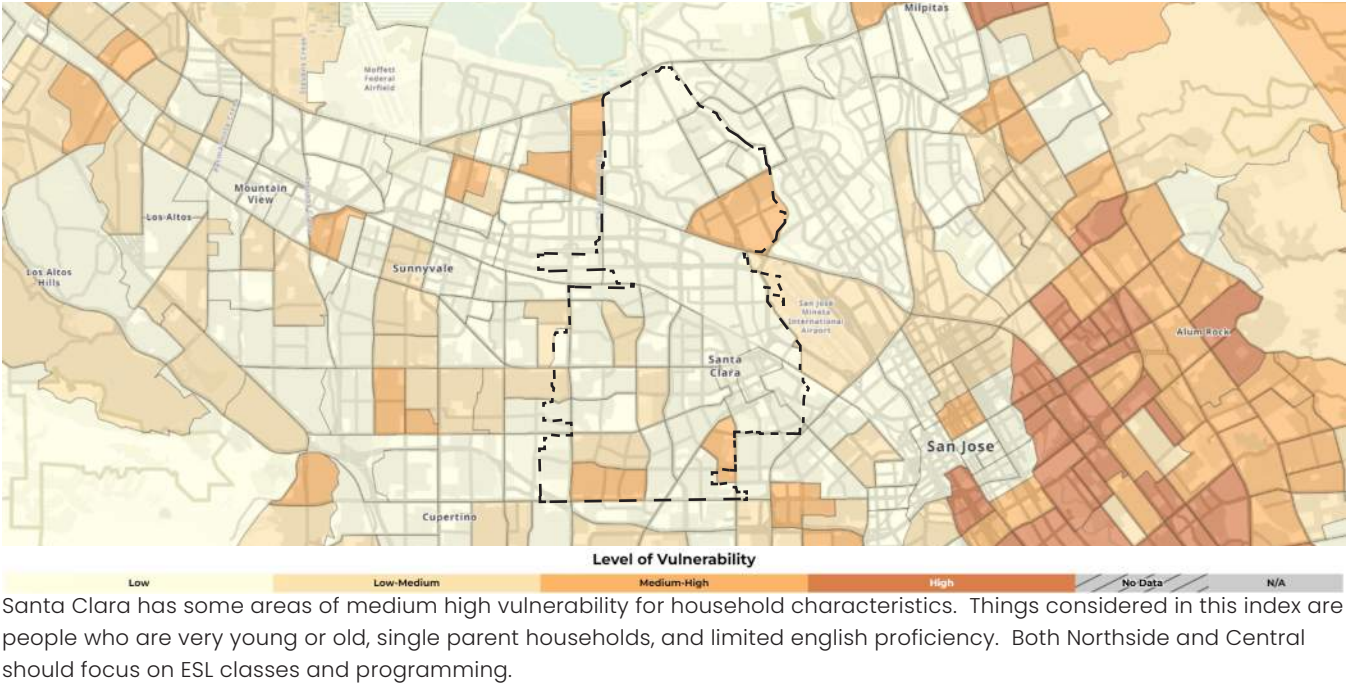 Milpitas
Moffett
Federal
Airfield
Mountain
View
Los Altos
Los Altos
Hills
Sunnyvale
San Jose
Mineta
International
Airport
Alum Rock
Santa
Clara
San Jose
Cupertino
Level of Vulnerability
Low
Low-Medium
Medium-High
High
No Data
N/A
Santa Clara has some areas of medium high vulnerability for household characteristics. Things considered in this index are
people who are very young or old, single parent households, and limited english proficiency. Both Northside and Central
should focus on ESL classes and programming.